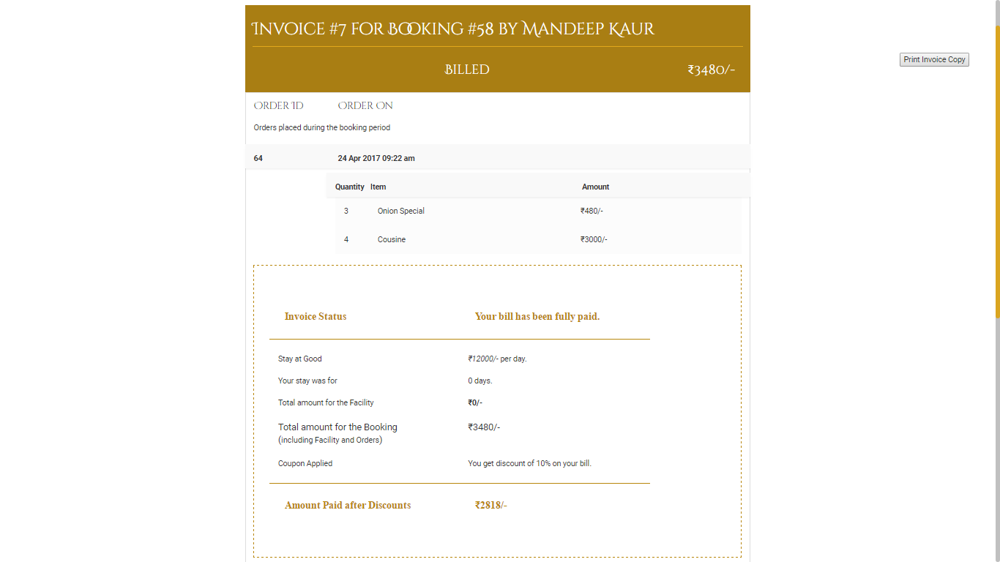 Invoice #7 for Booking #58 by Mandeep Kaur
Print Invoice Copy
Billed ₹3480/-
Order ID Order On
Orders placed during the booking period
64 24 Apr 2017 09:22 am
Quantity Item Amount
3 Onion Special ₹480/-
4 Cousine ₹3000/-
Invoice Status Your bill has been fully paid.
Stay at Good ₹12000/- per day.
Your stay was for 0 days.
Total amount for the Facility ₹0/-
Total amount for the Booking ₹3480/-
(including Facility and Orders)
Coupon Applied You get discount of 10% on your bill.
Amount Paid after Discounts ₹2818/-